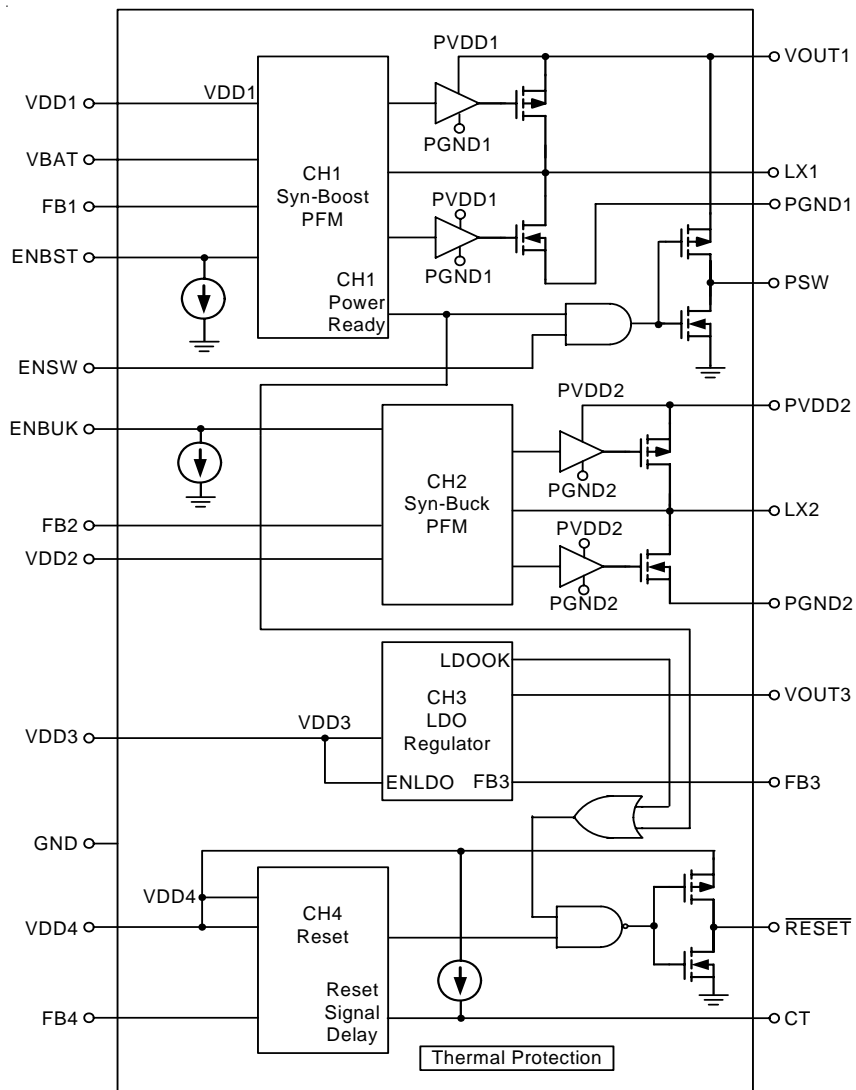 PVDD1
VOUT1
VDD1
VDD1
PGND1
VBAT
CH1
Syn-Boost
PFM
LX1
FB1
PVDD1
PGND1
ENBST
PGND1
CH1
Power
Ready
PSW
ENSW
PVDD2
PVDD2
ENBUK
CH2
Syn-Buck
PFM
PGND2
LX2
FB2
PVDD2
VDD2
PGND2
PGND2
LDOOK
CH3
LDO
Regulator
VOUT3
VDD3
VDD3
ENLDO
FB3
FB3
GND
VDD4
CH4
Reset
VDD4
RESET
Reset
Signal
Delay
FB4
CT
Thermal Protection